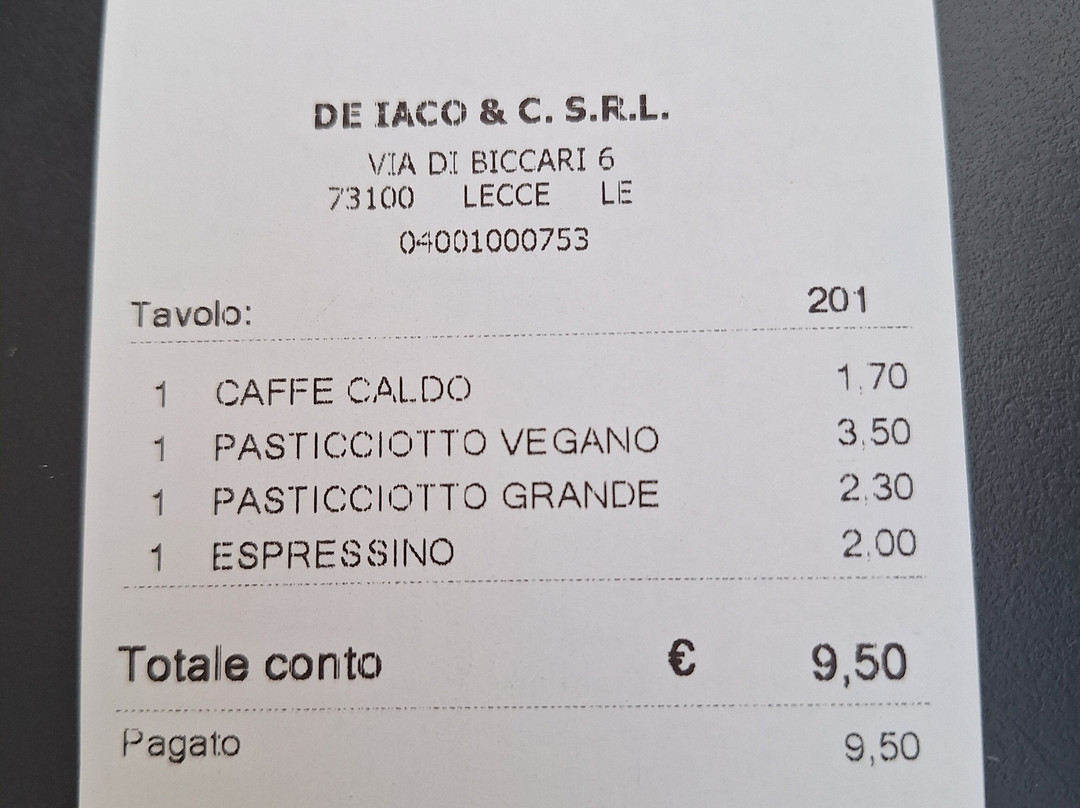 DE IACO & C. S.R.L.
VIA DI BICCARI 6
73100 LECCE LE
04001000753
Tavolo: 201
1 CAFFE CALDO 1,70
1 PASTICCIOTTO VEGANO 3,50
1 PASTICCIOTTO GRANDE 2,30
1 ESPRESSINO 2,00
Totale conto € 9,50
Pagato 9,50